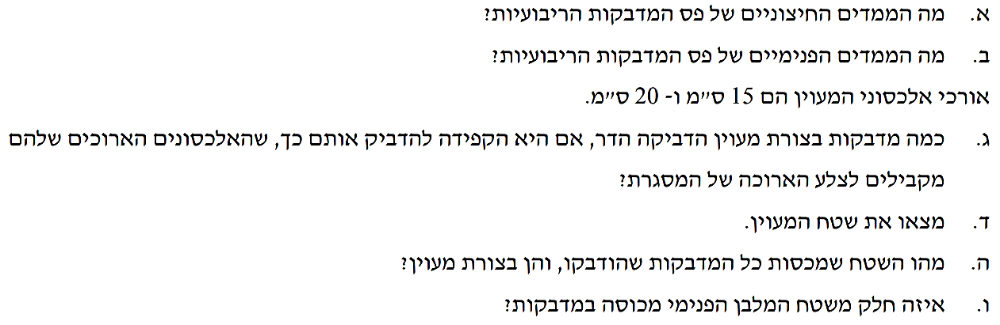 א. מה הממדים החיצוניים של פס המדבקות הריבועיות?
ב. מה הממדים הפנימיים של פס המדבקות הריבועיות?
אורכי אלכסוני המעוין הם 15 ס״מ ו- 20 ס״מ.
ג. כמה מדבקות בצורת מעוין הדביקה הדר, אם היא הקפידה להדביק אותם כך, שהאלכסונים הארוכים שלהם
מקבילים לצלע הארוכה של המסגרת?
ד. מצאו את שטח המעוין.
ה. מהו השטח שמכסות כל המדבקות שהודבקו, והן בצורת מעוין?
ו. איזה חלק משטח המלבן הפנימי מכוסה במדבקות?